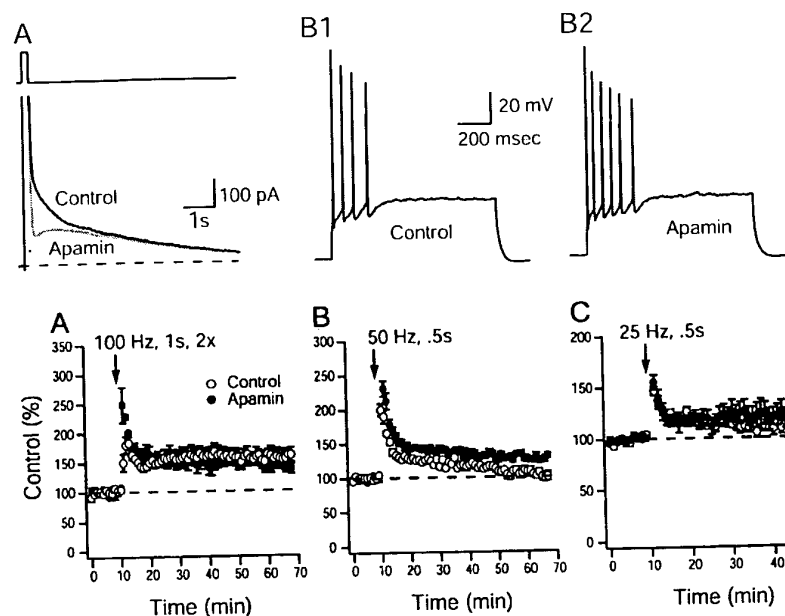 A
B1
B2
Control
Apamin
100 pA
1s
20 mV
200 msec
Control
Apamin
A
100 Hz, 1s, 2x
Control
Apamin
Control (%)
350
300
250
200
150
100
50
0
0 10 20 30 40 50 60 70
Time (min)
B
50 Hz, .5s
300
250
200
150
100
50
0
0 10 20 30 40 50 60 70
Time (min)
C
25 Hz, .5s
200
150
100
50
0
0 10 20 30 40
Time (min)